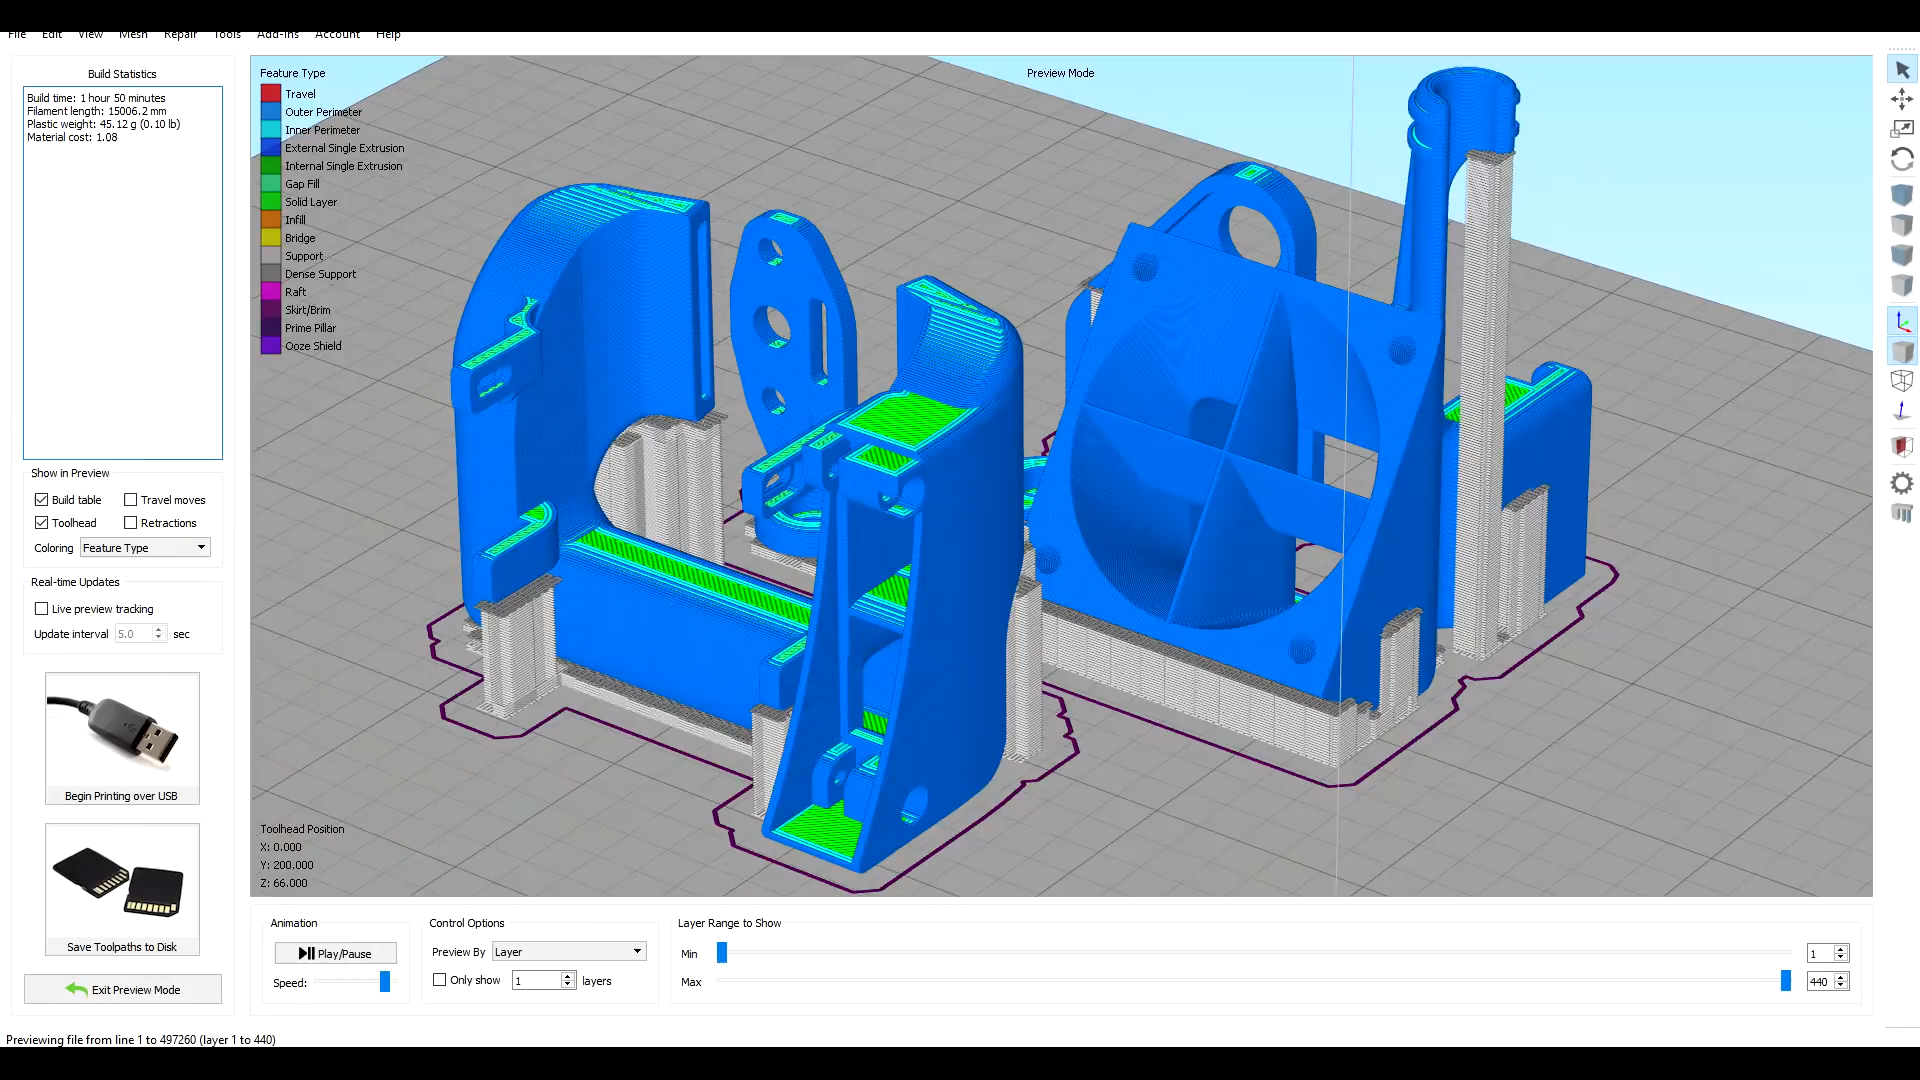 File Edit View Mesh Repair Tools Add-Ins Account Help
Build Statistics
Build time: 1 hour 50 minutes
Filament length: 15006.2 mm
Plastic weight: 45.12 g (0.10 lb)
Material cost: 1.08
Show in Preview
Build table
Travel moves
Toolhead
Retractions
Coloring Feature Type
Real-time Updates
Live preview tracking
Update interval 5.0 sec
Begin Printing over USB
Save Toolpaths to Disk
Exit Preview Mode
Feature Type
Travel
Outer Perimeter
Inner Perimeter
External Single Extrusion
Internal Single Extrusion
Gap Fill
Solid Layer
Infill
Bridge
Support
Dense Support
Raft
Skirt/Brim
Prime Pillar
Ooze Shield
Preview Mode
Toolhead Position
X: 0.000
Y: 200.000
Z: 66.000
Animation
Play/Pause
Speed:
Control Options
Preview By Layer
Only show 1 layers
Layer Range to Show
Min 1
Max 440
Previewing file from line 1 to 497260 (layer 1 to 440)